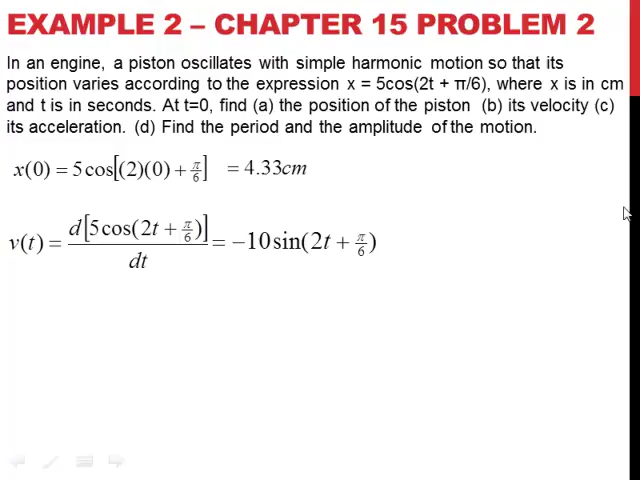 EXAMPLE 2 – CHAPTER 15 PROBLEM 2
In an engine, a piston oscillates with simple harmonic motion so that its
position varies according to the expression x = 5cos(2t + π/6), where x is in cm
and t is in seconds. At t=0, find (a) the position of the piston (b) its velocity (c)
its acceleration. (d) Find the period and the amplitude of the motion.
x(0) = 5cos[(2)(0) + π/6] = 4.33cm
v(t) = d[5cos(2t + π/6)]/dt = −10sin(2t + π/6)